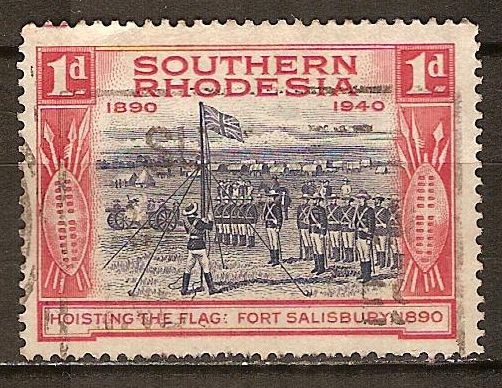 1d SOUTHERN 1d
RHODESIA
1890 1940
HOISTING THE FLAG: FORT SALISBURY, 1890